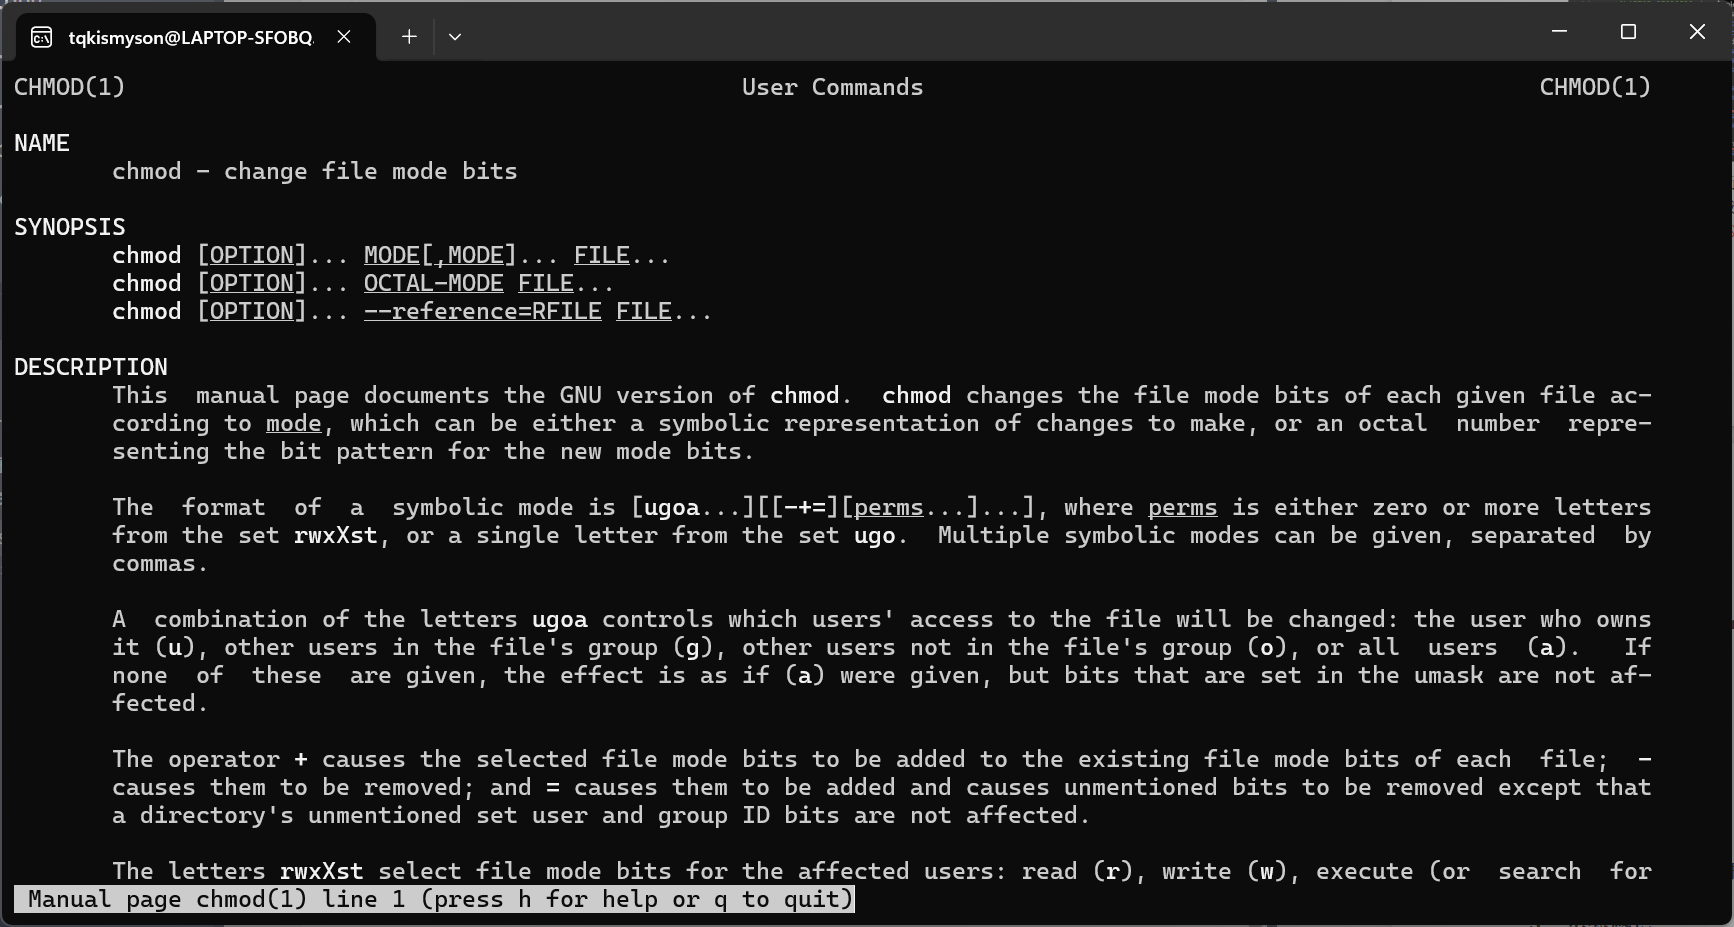 tqkismyson@LAPTOP-SFOBQ
CHMOD(1) User Commands CHMOD(1)
NAME
chmod - change file mode bits
SYNOPSIS
chmod [OPTION]... MODE[,MODE]... FILE...
chmod [OPTION]... OCTAL-MODE FILE...
chmod [OPTION]... --reference=RFILE FILE...
DESCRIPTION
This manual page documents the GNU version of chmod. chmod changes the file mode bits of each given file ac-
cording to mode, which can be either a symbolic representation of changes to make, or an octal number repre-
senting the bit pattern for the new mode bits.
The format of a symbolic mode is [ugoa...][[-+=][perms...]...], where perms is either zero or more letters
from the set rwxXst, or a single letter from the set ugo. Multiple symbolic modes can be given, separated by
commas.
A combination of the letters ugoa controls which users' access to the file will be changed: the user who owns
it (u), other users in the file's group (g), other users not in the file's group (o), or all users (a). If
none of these are given, the effect is as if (a) were given, but bits that are set in the umask are not af-
fected.
The operator + causes the selected file mode bits to be added to the existing file mode bits of each file; -
causes them to be removed; and = causes them to be added and causes unmentioned bits to be removed except that
a directory's unmentioned set user and group ID bits are not affected.
The letters rwxXst select file mode bits for the affected users: read (r), write (w), execute (or search for
Manual page chmod(1) line 1 (press h for help or q to quit)